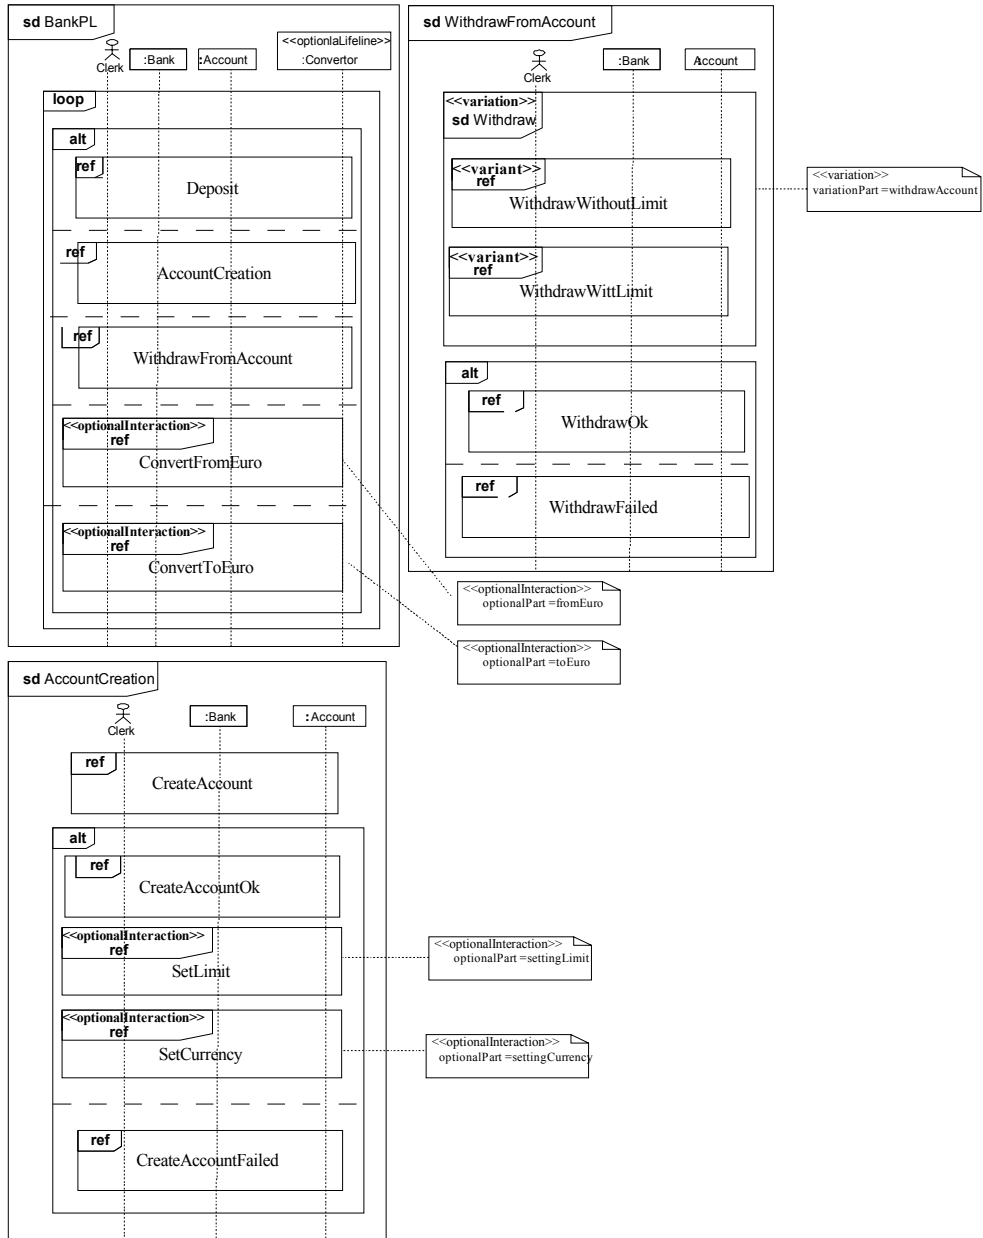 sd BankPL
<<optionlaLifeline>>
Clerk
:Bank
:Account
:Convertor
loop
alt
ref
Deposit
ref
AccountCreation
ref
WithdrawFromAccount
<<optionalInteraction>>
ref
ConvertFromEuro
<<optionalInteraction>>
ref
ConvertToEuro
sd WithdrawFromAccount
Clerk
:Bank
Account
<<variation>>
sd Withdraw
<<variant>>
ref
WithdrawWithoutLimit
<<variant>>
ref
WithdrawWittLimit
alt
ref
WithdrawOk
ref
WithdrawFailed
<<variation>>
variationPart =withdrawAccount
<<optionalInteraction>>
optionalPart =fromEuro
<<optionalInteraction>>
optionalPart =toEuro
sd AccountCreation
Clerk
:Bank
:Account
ref
CreateAccount
alt
ref
CreateAccountOk
<<optionalInteraction>>
ref
SetLimit
<<optionalInteraction>>
ref
SetCurrency
ref
CreateAccountFailed
<<optionalInteraction>>
optionalPart =settingLimit
<<optionalInteraction>>
optionalPart =settingCurrency